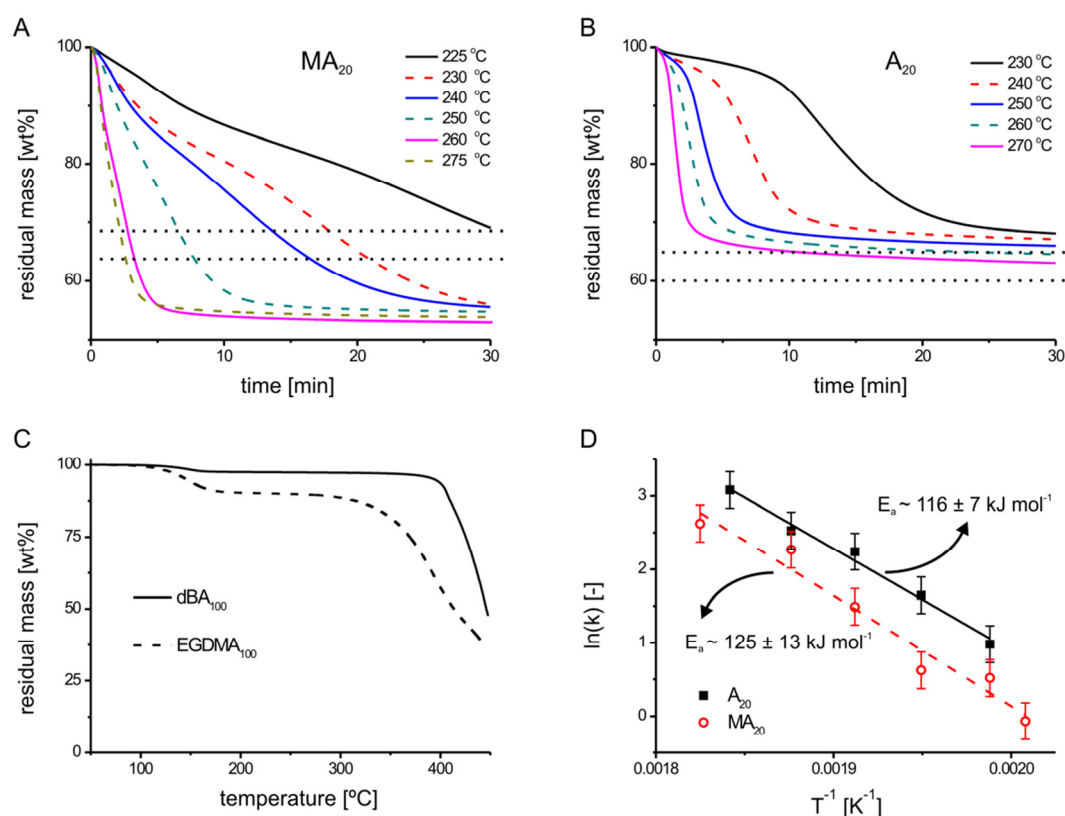 A
MA₂₀
100
80
60
residual mass [wt%]
225 °C
230 °C
240 °C
250 °C
260 °C
275 °C
0
10
20
30
time [min]
B
A₂₀
100
80
60
residual mass [wt%]
230 °C
240 °C
250 °C
260 °C
270 °C
0
10
20
30
time [min]
C
100
75
50
25
0
residual mass [wt%]
dBA₁₀₀
EGDMA₁₀₀
100
200
300
400
temperature [ºC]
D
3
2
1
0
ln(k) [-]
Eₐ ~ 116 ± 7 kJ mol⁻¹
Eₐ ~ 125 ± 13 kJ mol⁻¹
A₂₀
MA₂₀
0.0018
0.0019
0.0020
T⁻¹ [K⁻¹]